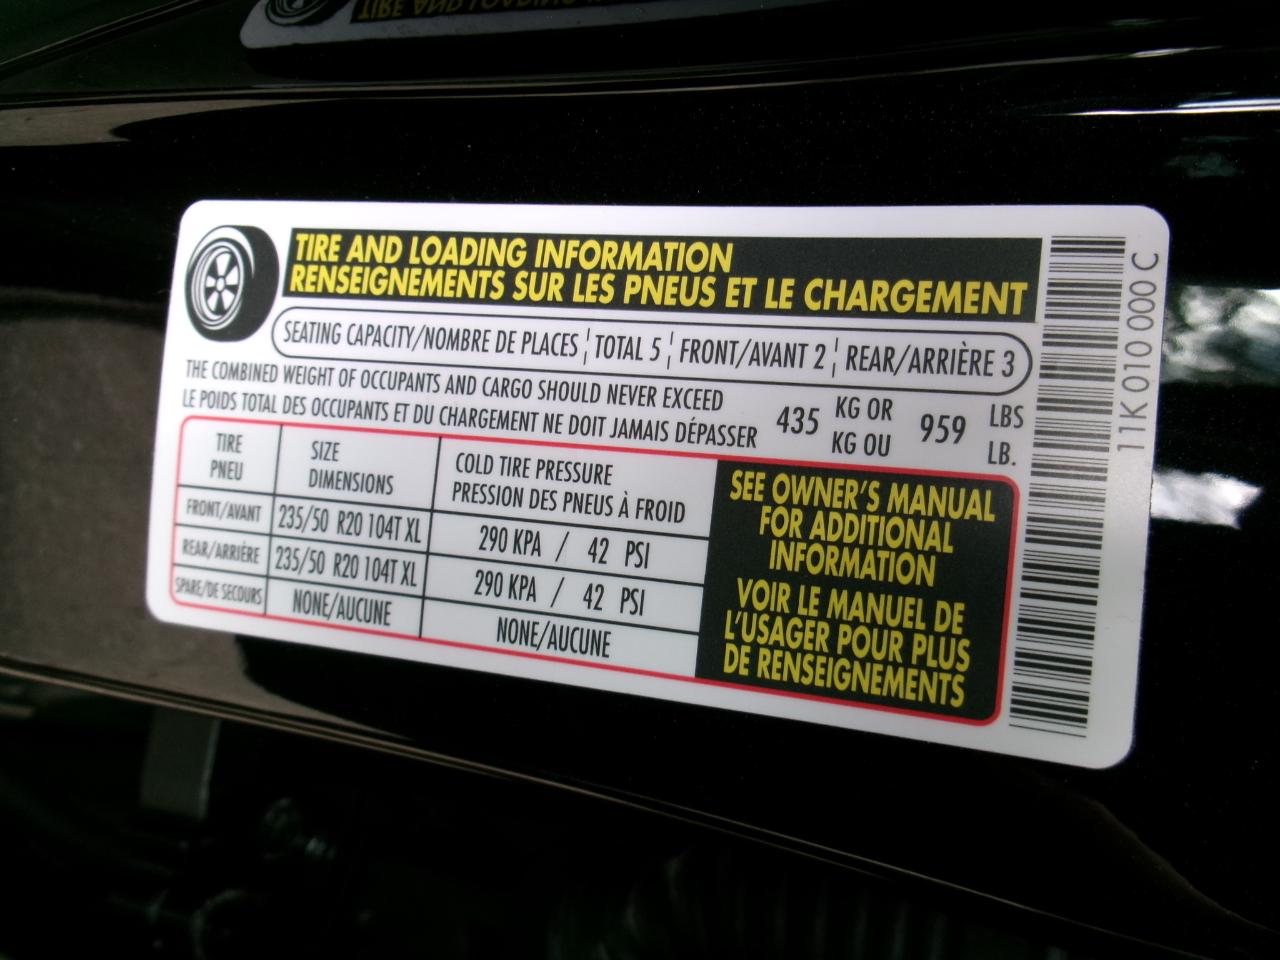 TIRE AND LOADING INFORMATION
RENSEIGNEMENTS SUR LES PNEUS ET LE CHARGEMENT
SEATING CAPACITY/NOMBRE DE PLACES TOTAL 5 FRONT/AVANT 2 REAR/ARRIÈRE 3
THE COMBINED WEIGHT OF OCCUPANTS AND CARGO SHOULD NEVER EXCEED
LE POIDS TOTAL DES OCCUPANTS ET DU CHARGEMENT NE DOIT JAMAIS DÉPASSER
435 KG OR 959 LBS
KG OU LB.
TIRE SIZE COLD TIRE PRESSURE
PNEU DIMENSIONS PRESSION DES PNEUS À FROID
FRONT/AVANT 235/50 R20 104T XL 290 KPA / 42 PSI
REAR/ARRIÈRE 235/50 R20 104T XL 290 KPA / 42 PSI
SPARE/DE SECOURS NONE/AUCUNE NONE/AUCUNE
SEE OWNER'S MANUAL
FOR ADDITIONAL
INFORMATION
VOIR LE MANUEL DE
L'USAGER POUR PLUS
DE RENSEIGNEMENTS
11K 010 000 C